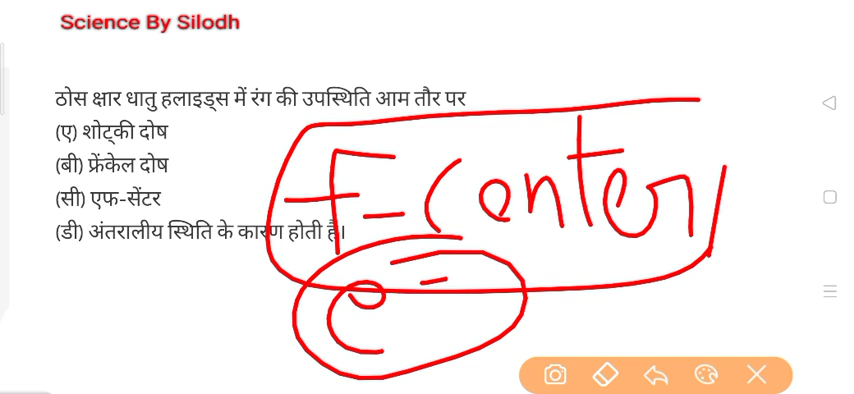 Science By Silodh
ठोस क्षार धातु हलाइड्स में रंग की उपस्थिति आम तौर पर
(ए) शोट्की दोष
(बी) फ्रेंकेल दोष
(सी) एफ-सेंटर
(डी) अंतरालीय स्थिति के कारण होती है।
F-Center
e-